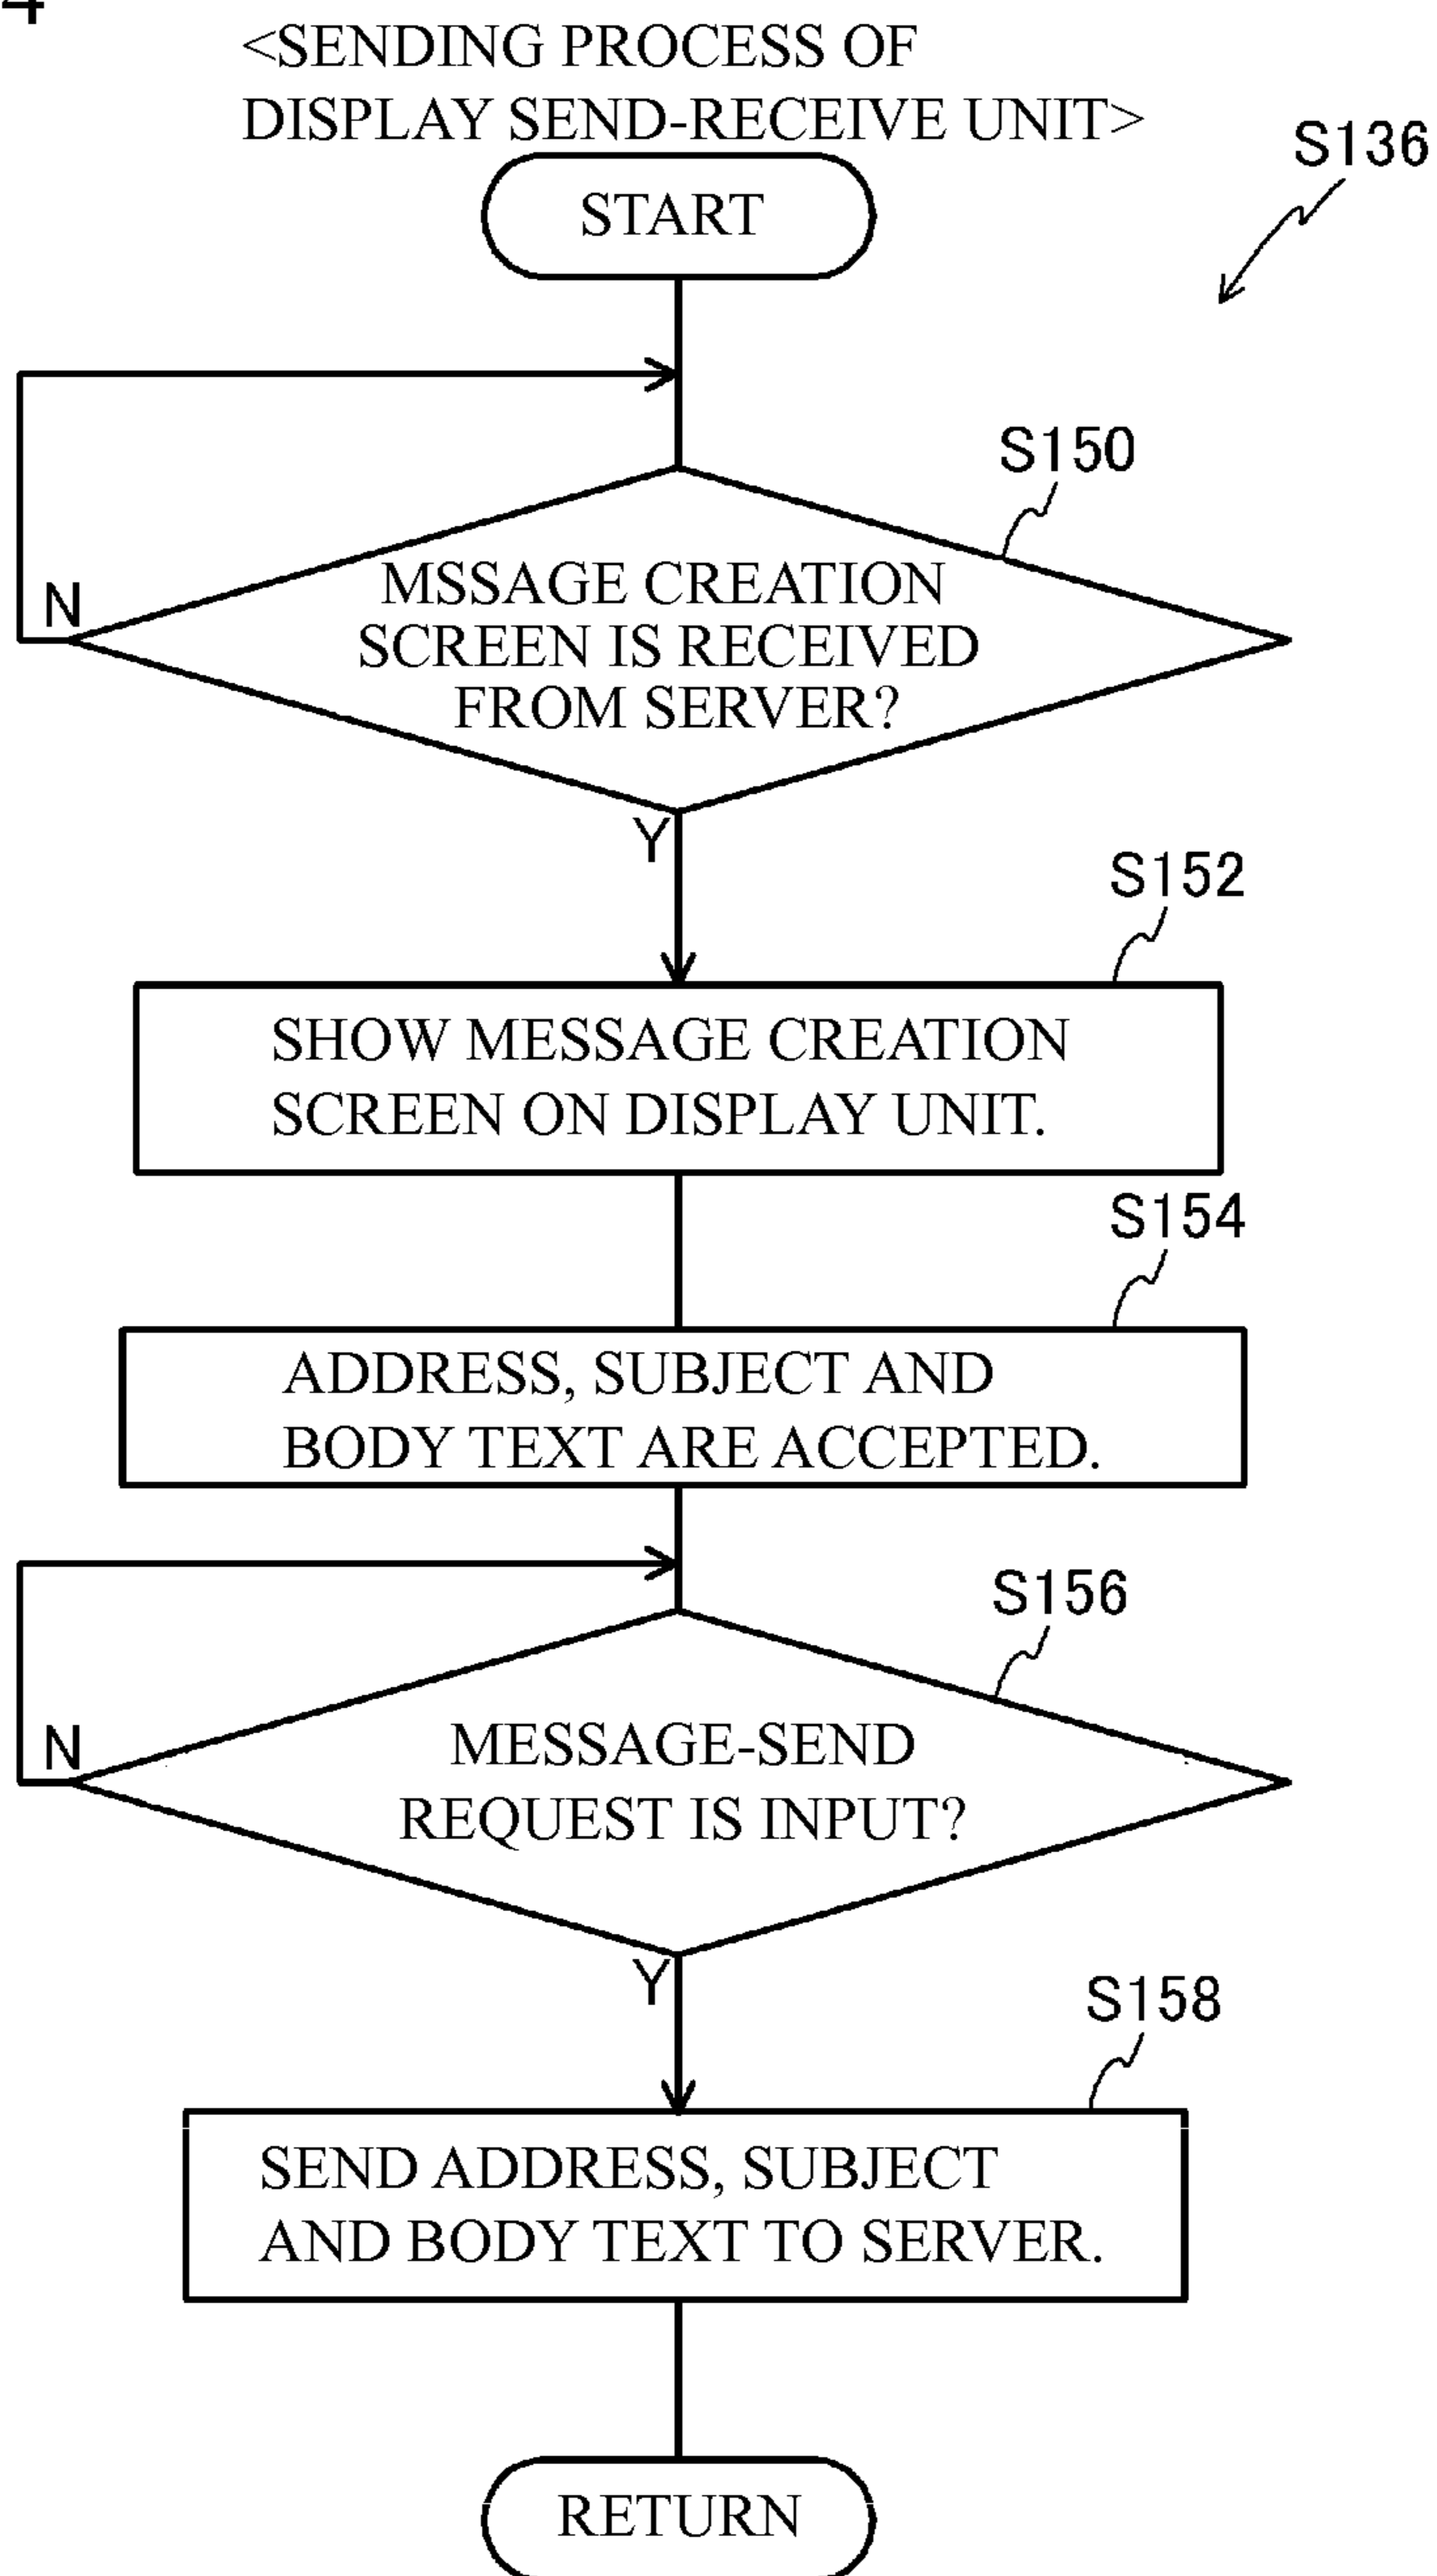 4
<SENDING PROCESS OF
DISPLAY SEND-RECEIVE UNIT>
S136
START
S150
N
MSSAGE CREATION
SCREEN IS RECEIVED
FROM SERVER?
Y
S152
SHOW MESSAGE CREATION
SCREEN ON DISPLAY UNIT.
S154
ADDRESS, SUBJECT AND
BODY TEXT ARE ACCEPTED.
S156
N
MESSAGE-SEND
REQUEST IS INPUT?
Y
S158
SEND ADDRESS, SUBJECT
AND BODY TEXT TO SERVER.
RETURN